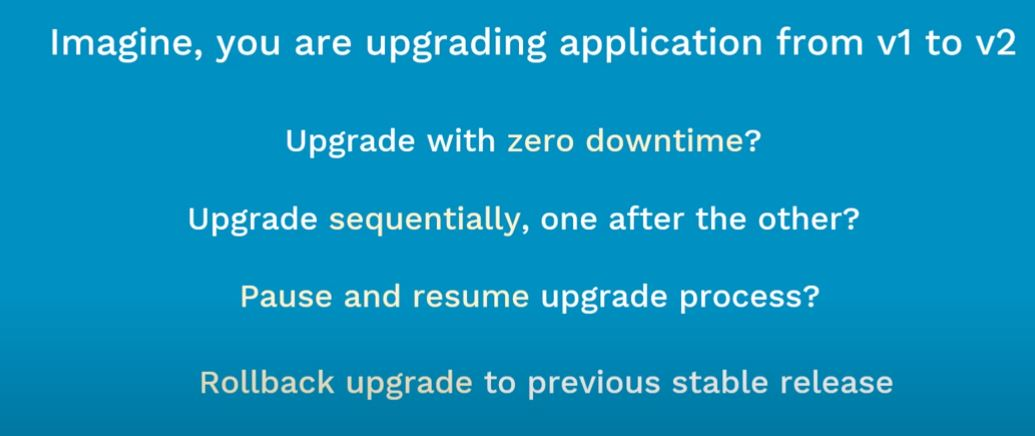 Imagine, you are upgrading application from v1 to v2
Upgrade with zero downtime?
Upgrade sequentially, one after the other?
Pause and resume upgrade process?
Rollback upgrade to previous stable release